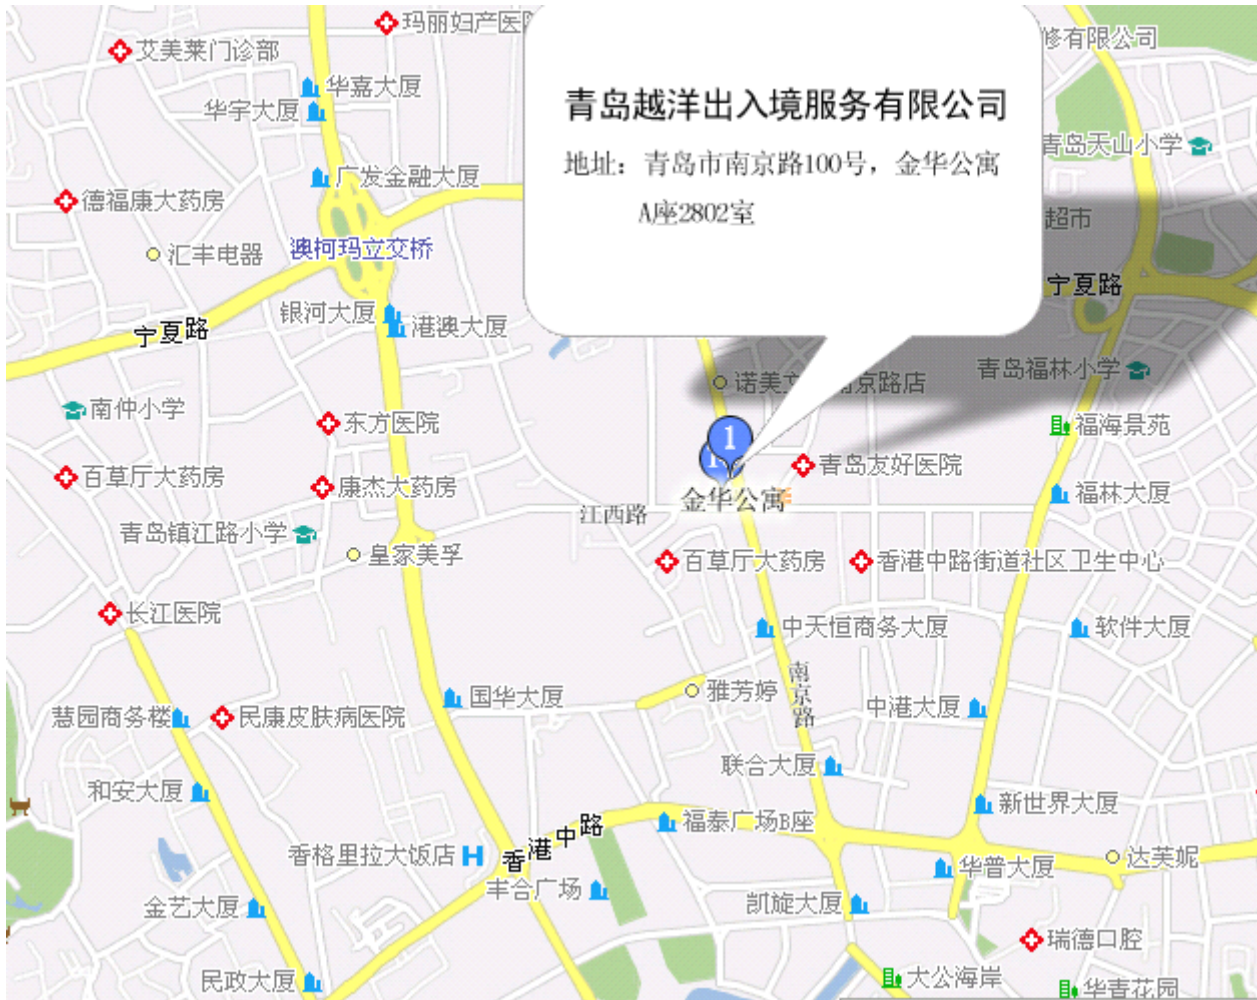 玛丽妇产医
艾美莱门诊部
修有限公司
华嘉大厦
华宇大厦
青岛越洋出入境服务有限公司
地址：青岛市南京路100号，金华公寓
A座2802室
青岛天山小学
广发金融大厦
德福康大药房
超市
汇丰电器
澳柯玛立交桥
宁夏路
银河大厦
港澳大厦
宁夏路
青岛福林小学
诺美
南京路店
南仲小学
东方医院
福海景苑
1
百草厅大药房
康杰大药房
青岛友好医院
福林大厦
金华公寓
江西路
青岛镇江路小学
皇家美孚
百草厅大药房
香港中路街道社区卫生中心
长江医院
中天恒商务大厦
软件大厦
南京路
国华大厦
雅芳婷
中港大厦
慧园商务楼
民康皮肤病医院
联合大厦
和安大厦
新世界大厦
福泰广场B座
香港中路
香格里拉大饭店
华普大厦
达芙妮
丰合广场
凯旋大厦
金艺大厦
瑞德口腔
民政大厦
大公海岸
华青花园